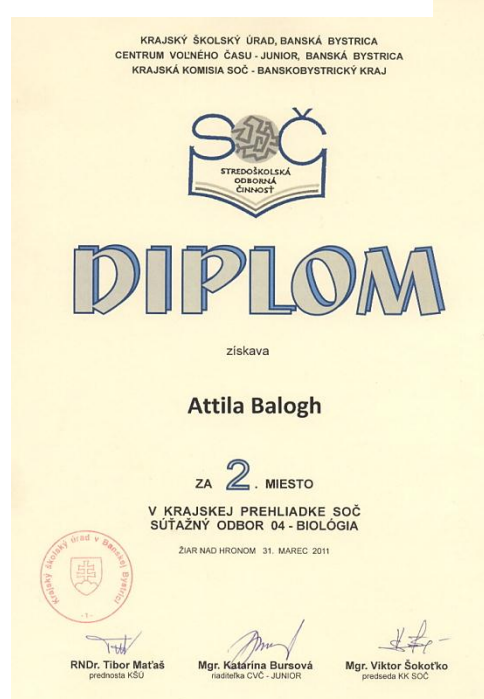 KRAJSKÝ ŠKOLSKÝ ÚRAD, BANSKÁ BYSTRICA
CENTRUM VOĽNÉHO ČASU - JUNIOR, BANSKÁ BYSTRICA
KRAJSKÁ KOMISIA SOČ - BANSKOBYSTRICKÝ KRAJ
SOČ
STREDOŠKOLSKÁ
ODBORNÁ
ČINNOSŤ
DIPLOM
získava
Attila Balogh
ZA 2. MIESTO
V KRAJSKEJ PREHLIADKE SOČ
SÚŤAŽNÝ ODBOR 04 - BIOLÓGIA
ŽIAR NAD HRONOM 31. MAREC 2011
Krajský školský úrad v Banskej Bystrici
-1-
RNDr. Tibor Maťaš
prednosta KŠÚ
Mgr. Katarína Bursová
riaditeľka CVČ - JUNIOR
Mgr. Viktor Šokoťko
predseda KK SOČ